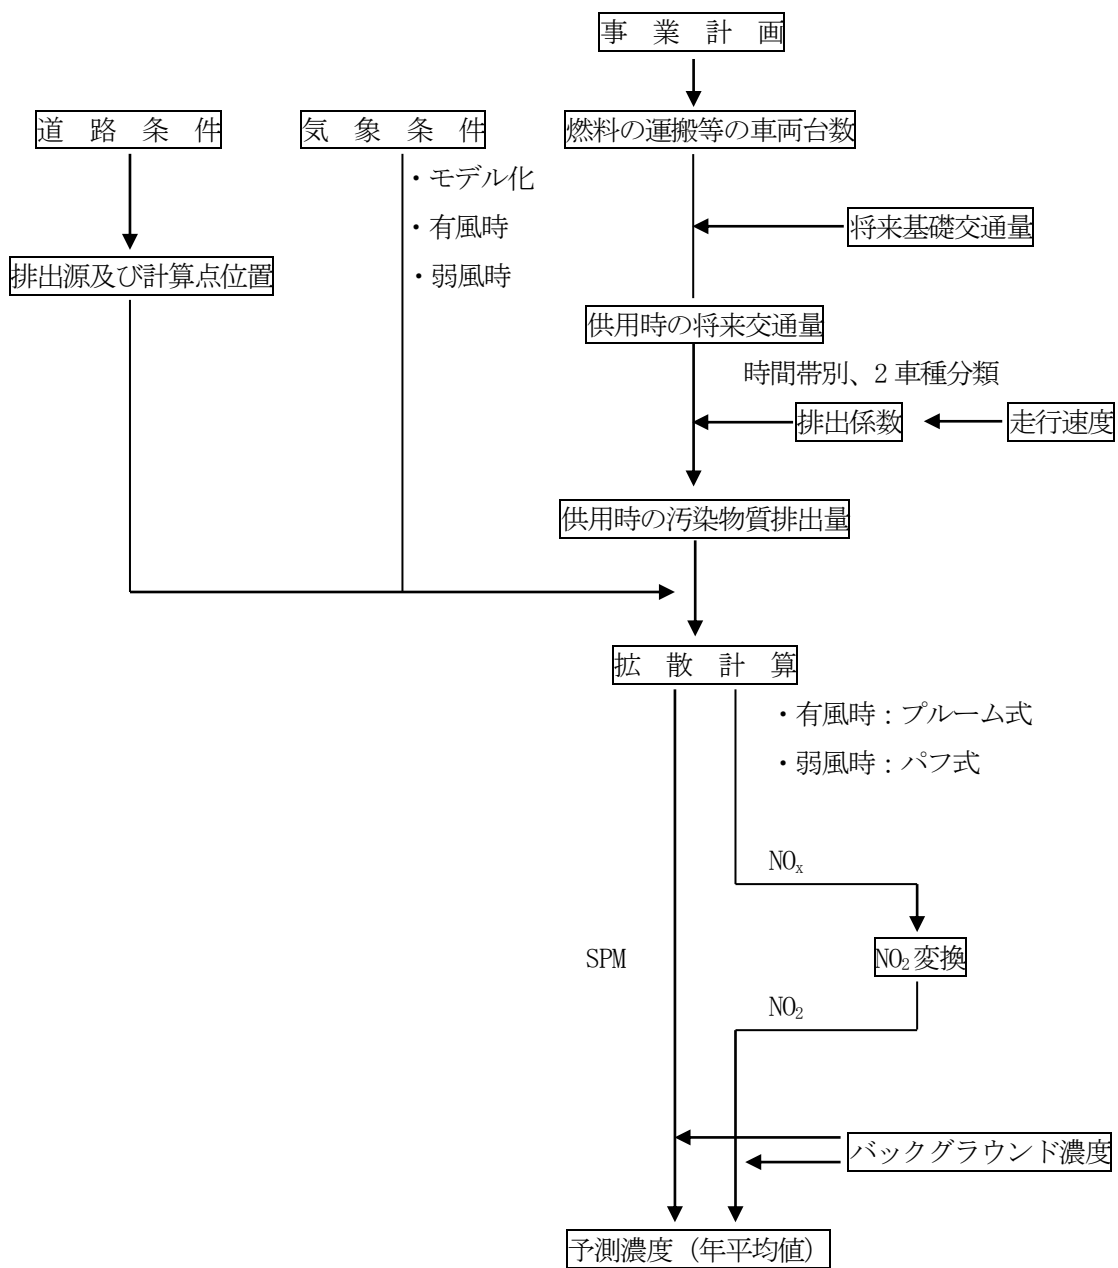 事　業　計　画
道　路　条　件
気　象　条　件
燃料の運搬等の車両台数
・モデル化
・有風時
・弱風時
将来基礎交通量
排出源及び計算点位置
供用時の将来交通量
時間帯別、2車種分類
排出係数
走行速度
供用時の汚染物質排出量
拡　散　計　算
・有風時：プルーム式
・弱風時：パフ式
NOx
SPM
NO₂変換
NO₂
バックグラウンド濃度
予測濃度（年平均値）